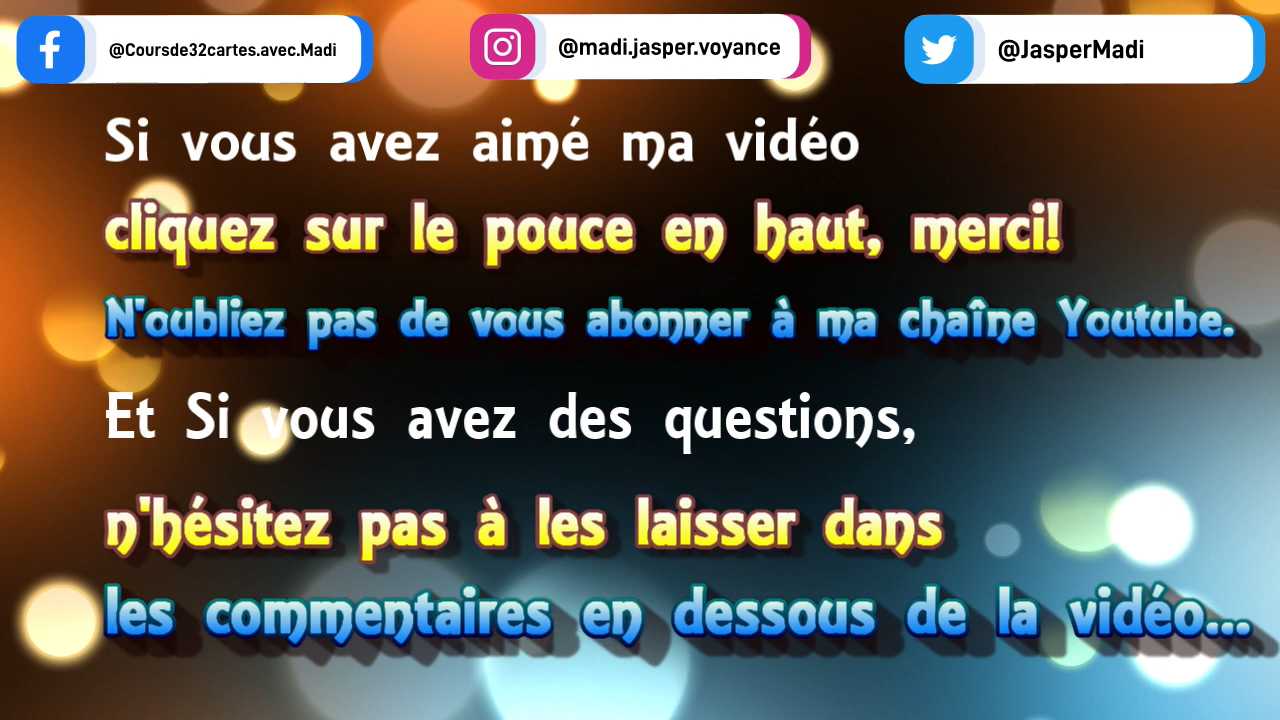 @Coursde32cartes.avec.Madi
@madi.jasper.voyance
@JasperMadi
Si vous avez aimé ma vidéo
cliquez sur le pouce en haut, merci!
N'oubliez pas de vous abonner à ma chaîne Youtube.
Et Si vous avez des questions,
n'hésitez pas à les laisser dans
les commentaires en dessous de la vidéo...